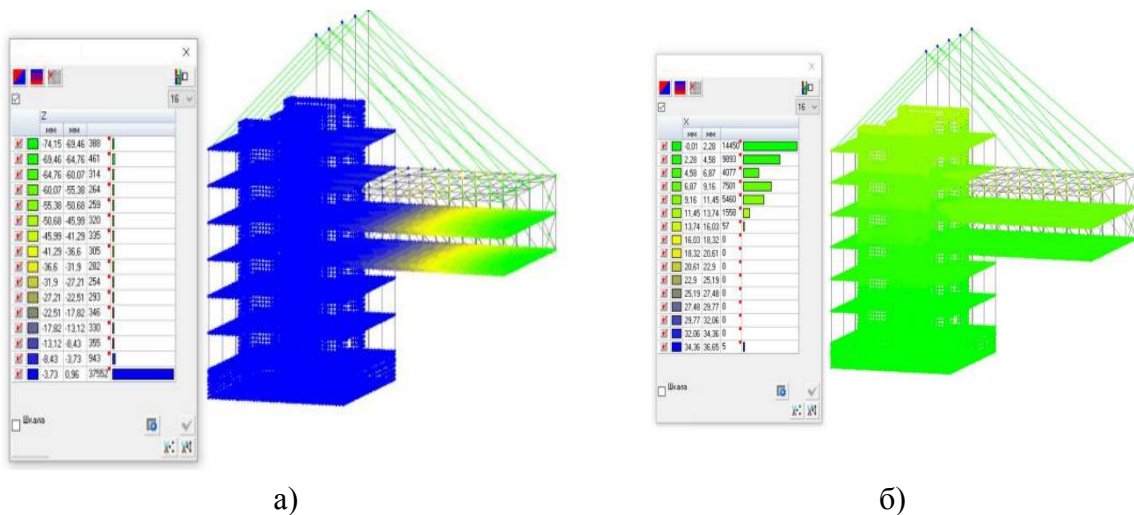 X
16
Z
мм мм
-74,15 -69,46 388
-69,46 -64,76 461
-64,76 -60,07 314
-60,07 -55,38 264
-55,38 -50,68 259
-50,68 -45,99 320
-45,99 -41,29 335
-41,29 -36,6 305
-36,6 -31,9 282
-31,9 -27,21 254
-27,21 -22,51 293
-22,51 -17,82 346
-17,82 -13,12 330
-13,12 -8,43 355
-8,43 -3,73 943
-3,73 0,96 37552
Шкала
а)
X
16
X
мм мм
-0,01 2,28 14450
2,28 4,58 9893
4,58 6,87 4077
6,87 9,16 7501
9,16 11,45 5460
11,45 13,74 1558
13,74 16,03 57
16,03 18,32 0
18,32 20,61 0
20,61 22,9 0
22,9 25,19 0
25,19 27,48 0
27,48 29,77 0
29,77 32,06 0
32,06 34,36 0
34,36 36,65 5
Шкала
б)